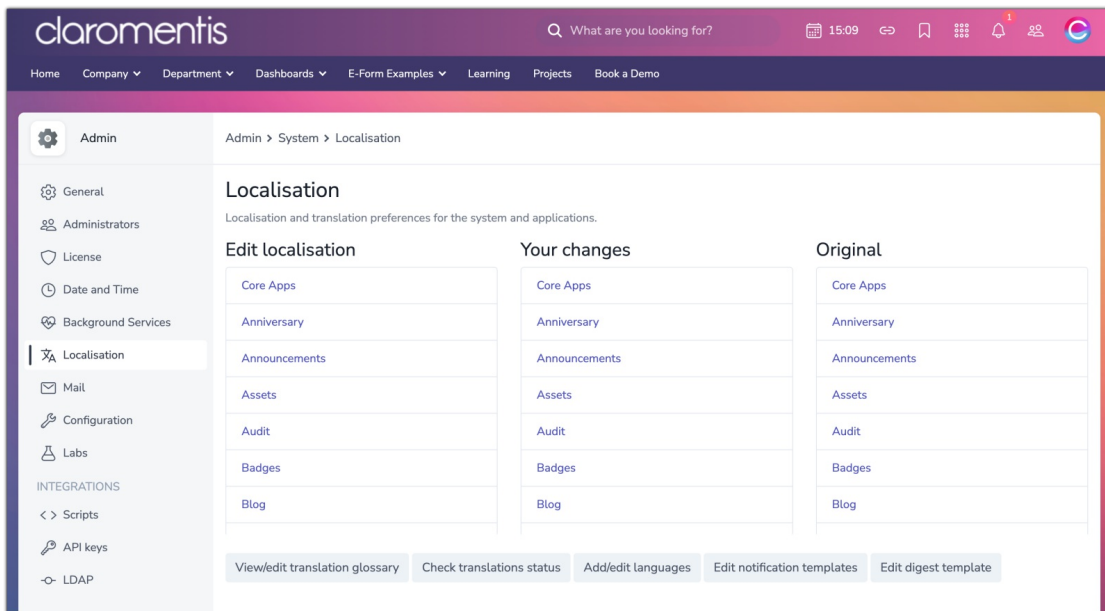 claromentis
What are you looking for?
15:09
1
Home Company Department Dashboards E-Form Examples Learning Projects Book a Demo
Admin
Admin > System > Localisation
General
Administrators
License
Date and Time
Background Services
Localisation
Mail
Configuration
Labs
INTEGRATIONS
Scripts
API keys
LDAP
Localisation
Localisation and translation preferences for the system and applications.
Edit localisation
Core Apps
Anniversary
Announcements
Assets
Audit
Badges
Blog
Your changes
Core Apps
Anniversary
Announcements
Assets
Audit
Badges
Blog
Original
Core Apps
Anniversary
Announcements
Assets
Audit
Badges
Blog
View/edit translation glossary Check translations status Add/edit languages Edit notification templates Edit digest template